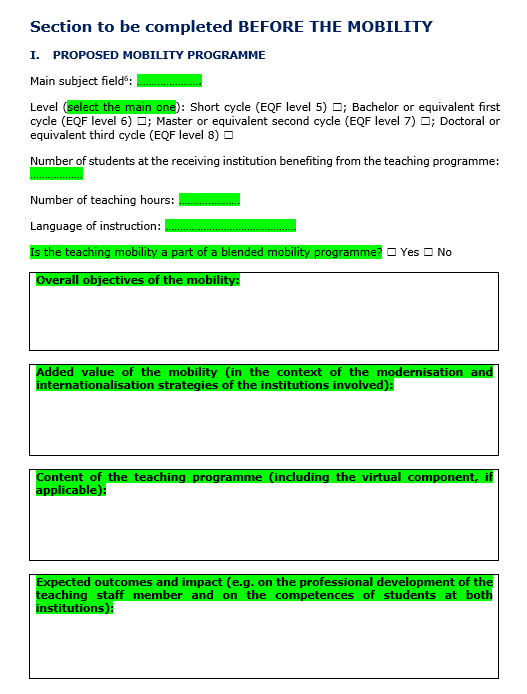 Section to be completed BEFORE THE MOBILITY
I. PROPOSED MOBILITY PROGRAMME
Main subject field⁶: ………………….
Level (select the main one): Short cycle (EQF level 5) ☐; Bachelor or equivalent first
cycle (EQF level 6) ☐; Master or equivalent second cycle (EQF level 7) ☐; Doctoral or
equivalent third cycle (EQF level 8) ☐
Number of students at the receiving institution benefiting from the teaching programme:
………………
Number of teaching hours: …………………
Language of instruction: ………………………………………
Is the teaching mobility a part of a blended mobility programme? ☐ Yes ☐ No
Overall objectives of the mobility:
Added value of the mobility (in the context of the modernisation and
internationalisation strategies of the institutions involved):
Content of the teaching programme (including the virtual component, if
applicable):
Expected outcomes and impact (e.g. on the professional development of the
teaching staff member and on the competences of students at both
institutions):